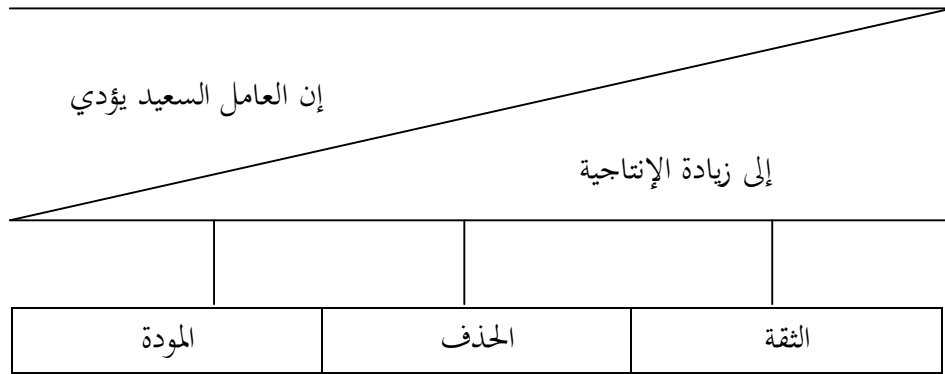 إن العامل السعيد يؤدي
إلى زيادة الإنتاجية
الثقة
الحذف
المودة